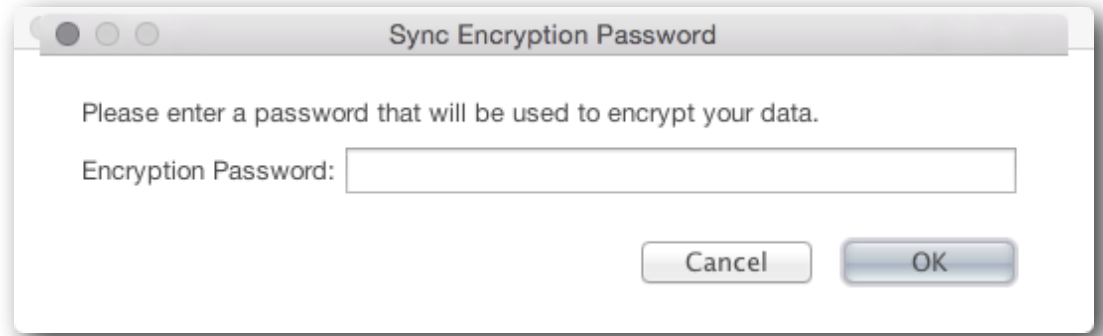 Sync Encryption Password
Please enter a password that will be used to encrypt your data.
Encryption Password:
Cancel OK